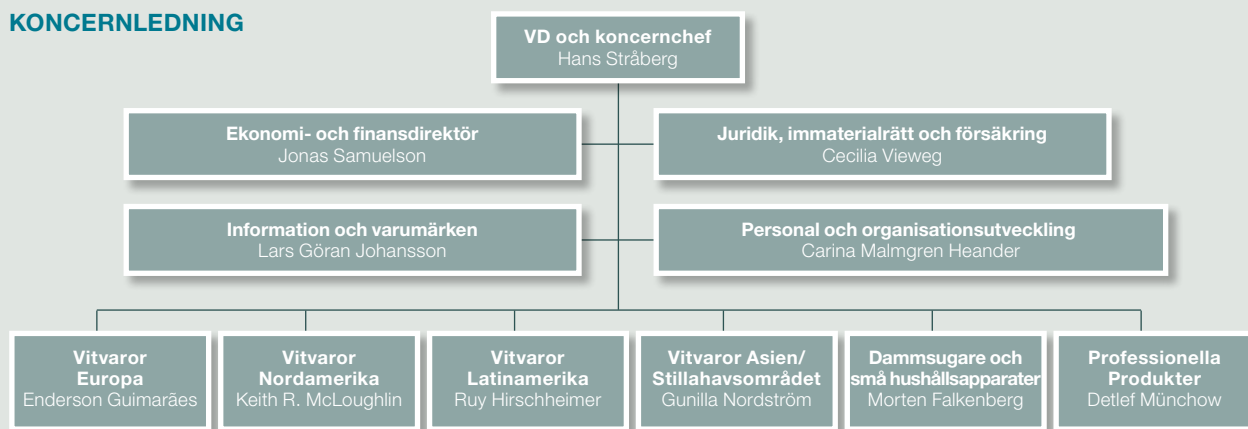 KONCERNLEDNING
VD och koncernchef
Hans Stråberg
Ekonomi- och finansdirektör
Jonas Samuelson
Juridik, immaterialrätt och försäkring
Cecilia Vieweg
Information och varumärken
Lars Göran Johansson
Personal och organisationsutveckling
Carina Malmgren Heander
Vitvaror
Europa
Enderson Guimarães
Vitvaror
Nordamerika
Keith R. McLoughlin
Vitvaror
Latinamerika
Ruy Hirschheimer
Vitvaror Asien/
Stillahavsområdet
Gunilla Nordström
Dammsugare och
små hushållsapparater
Morten Falkenberg
Professionella
Produkter
Detlef Münchow